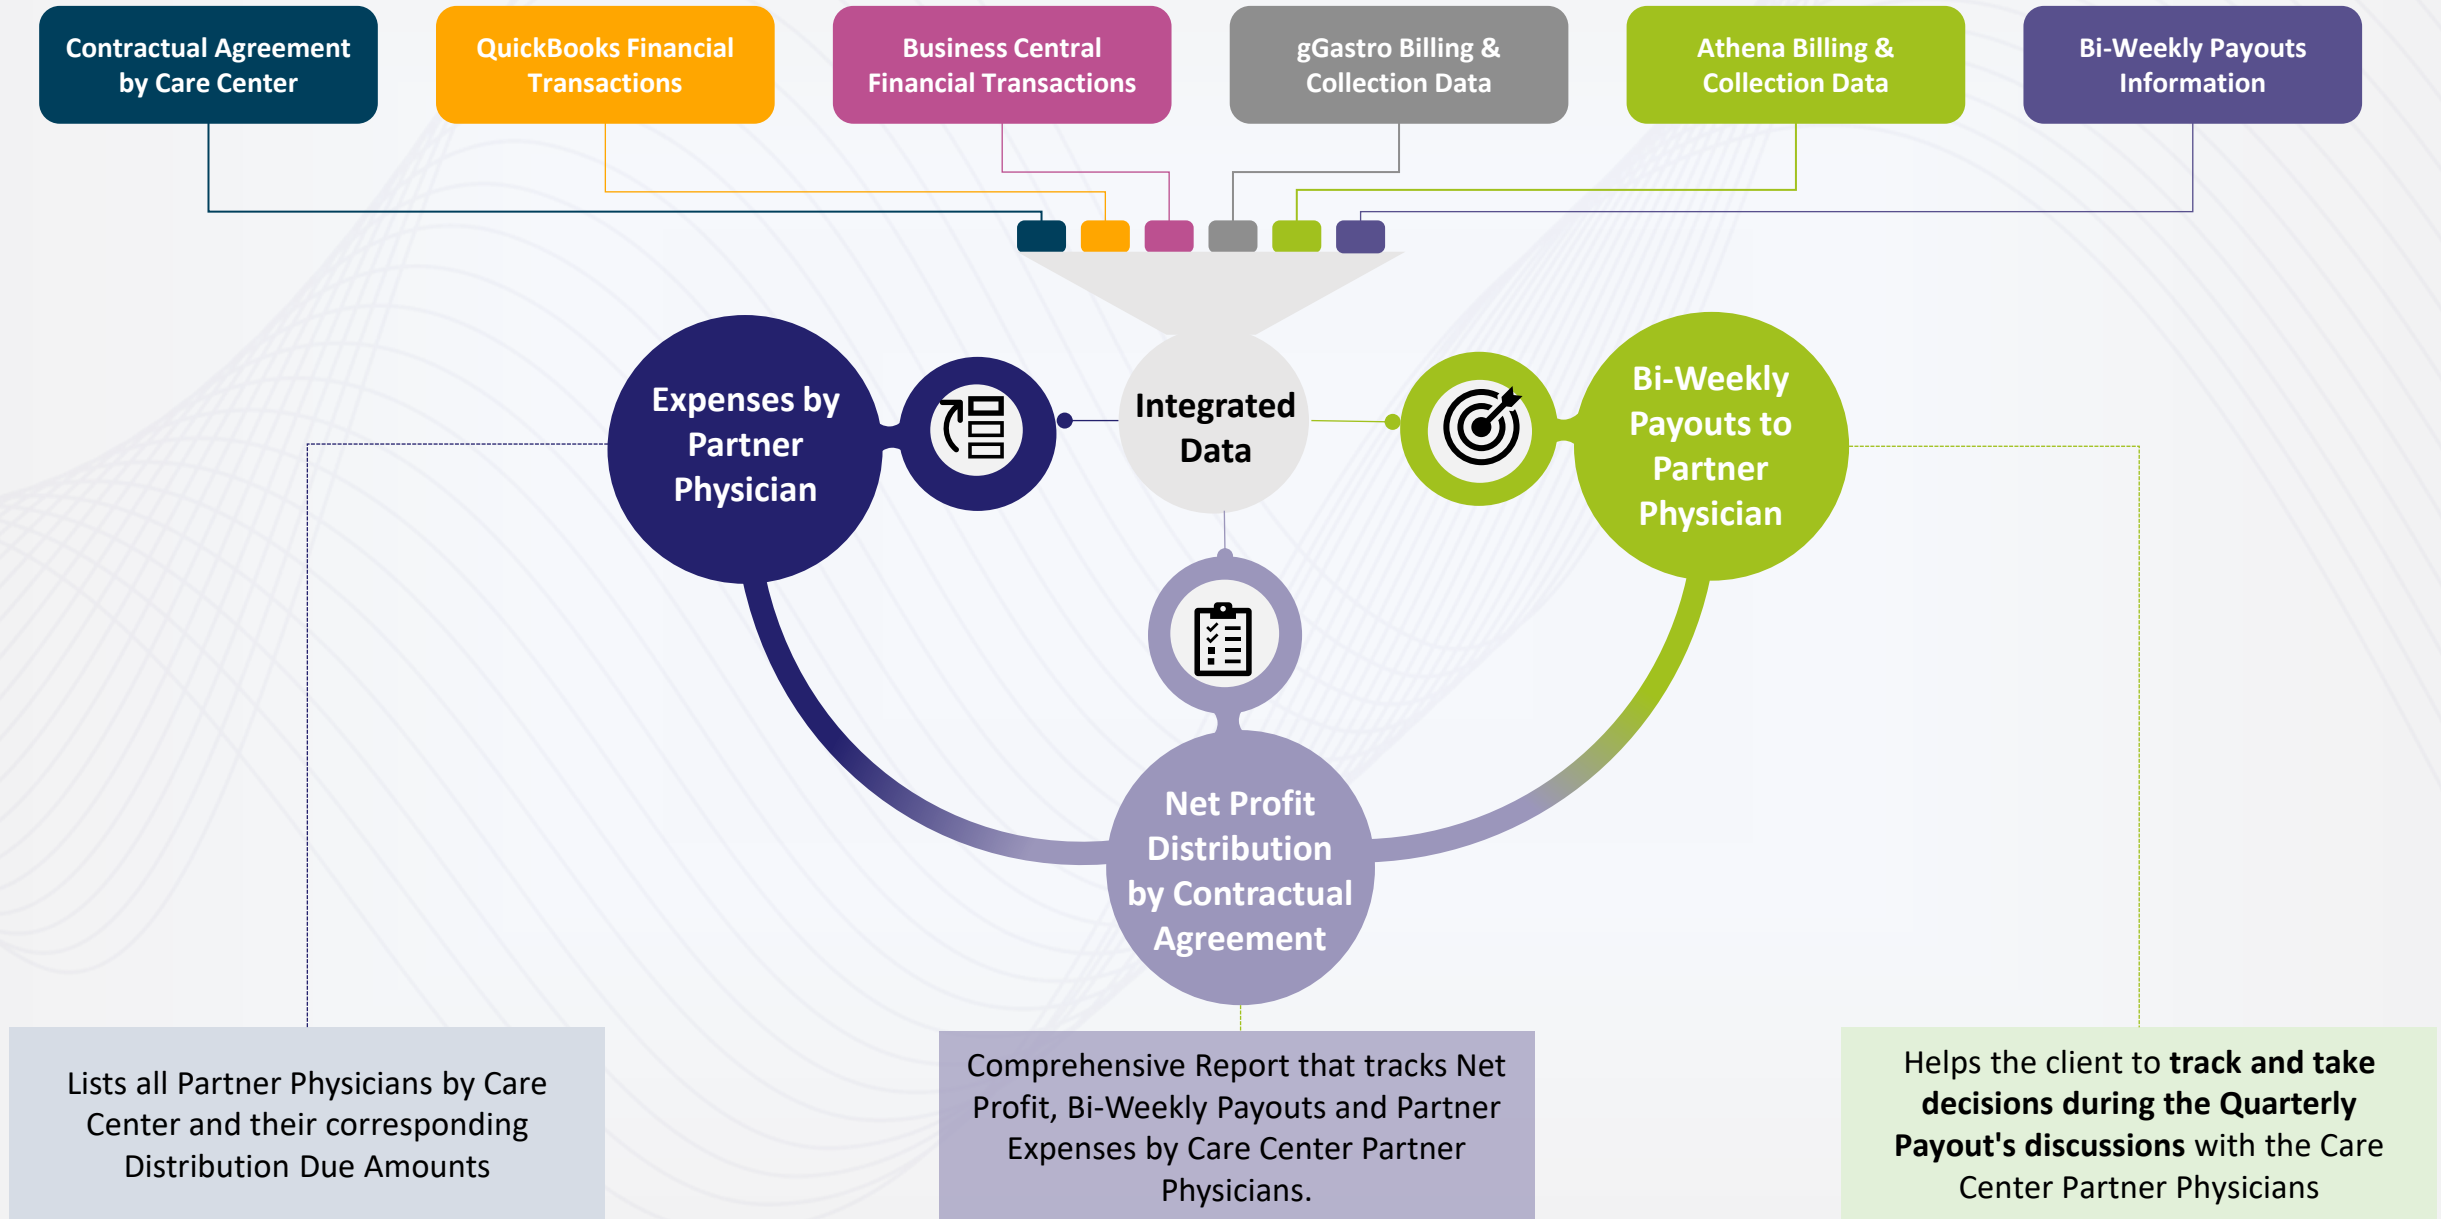 Contractual Agreement
by Care Center
QuickBooks Financial
Transactions
Business Central
Financial Transactions
gGastro Billing &
Collection Data
Athena Billing &
Collection Data
Bi-Weekly Payouts
Information
Expenses by
Partner
Physician
Integrated
Data
Bi-Weekly
Payouts to
Partner
Physician
Net Profit
Distribution
by Contractual
Agreement
Lists all Partner Physicians by Care
Center and their corresponding
Distribution Due Amounts
Comprehensive Report that tracks Net
Profit, Bi-Weekly Payouts and Partner
Expenses by Care Center Partner
Physicians.
Helps the client to track and take
decisions during the Quarterly
Payout's discussions with the Care
Center Partner Physicians